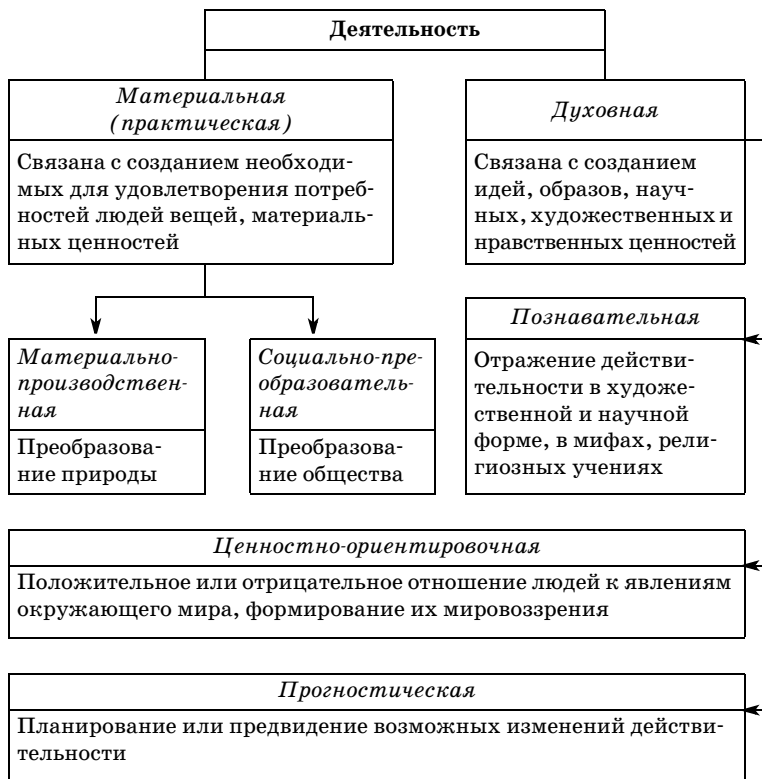 Деятельность
Материальная
(практическая)
Связана с созданием необходи-
мых для удовлетворения потреб-
ностей людей вещей, материаль-
ных ценностей
Духовная
Связана с созданием
идей, образов, науч-
ных, художественных и
нравственных ценностей
Материально-
производствен-
ная
Преобразова-
ние природы
Социально-пре-
образователь-
ная
Преобразова-
ние общества
Познавательная
Отражение действи-
тельности в художе-
ственной и научной
форме, в мифах, рели-
гиозных учениях
Ценностно-ориентировочная
Положительное или отрицательное отношение людей к явлениям
окружающего мира, формирование их мировоззрения
Прогностическая
Планирование или предвидение возможных изменений действи-
тельности